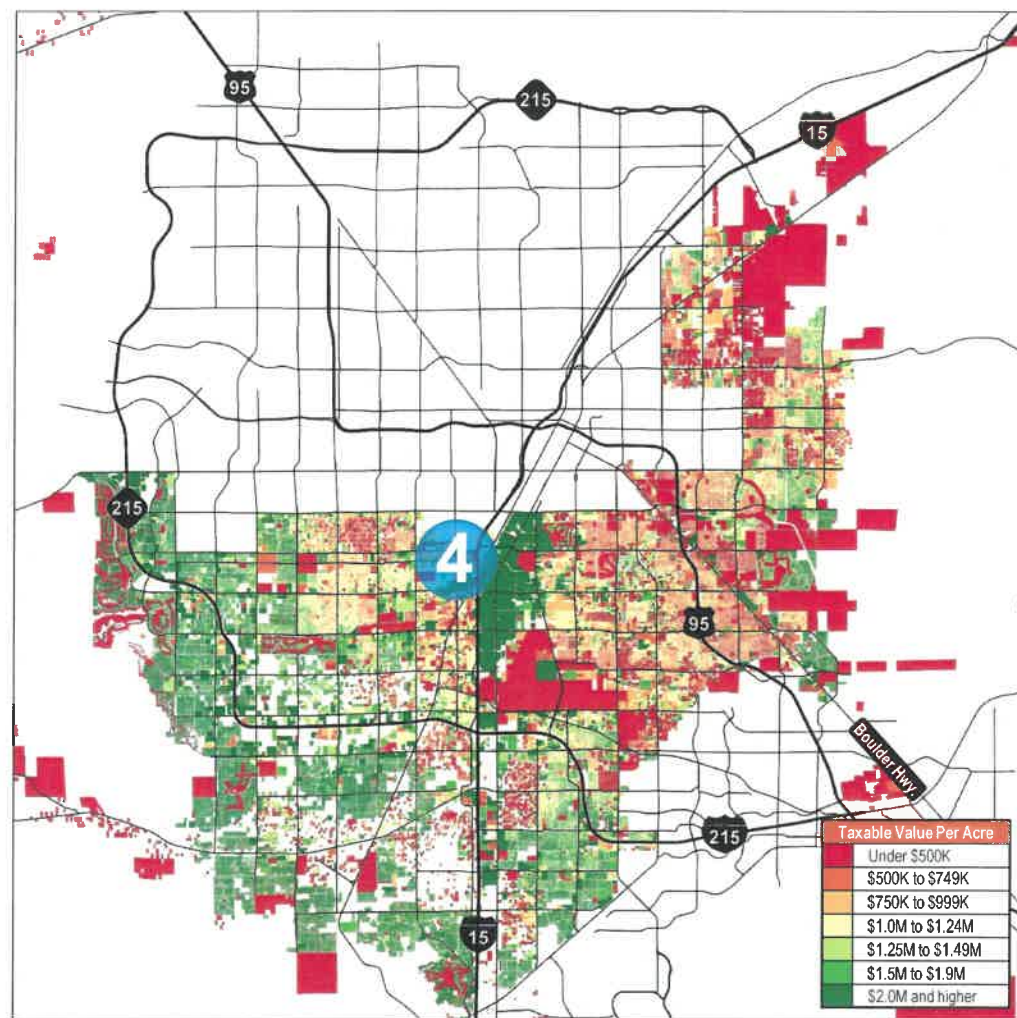 95
215
15
215
4
95
Boulder Hwy.
215
15
Taxable Value Per Acre
Under $500K
$500K to $749K
$750K to $999K
$1.0M to $1.24M
$1.25M to $1.49M
$1.5M to $1.9M
$2.0M and higher